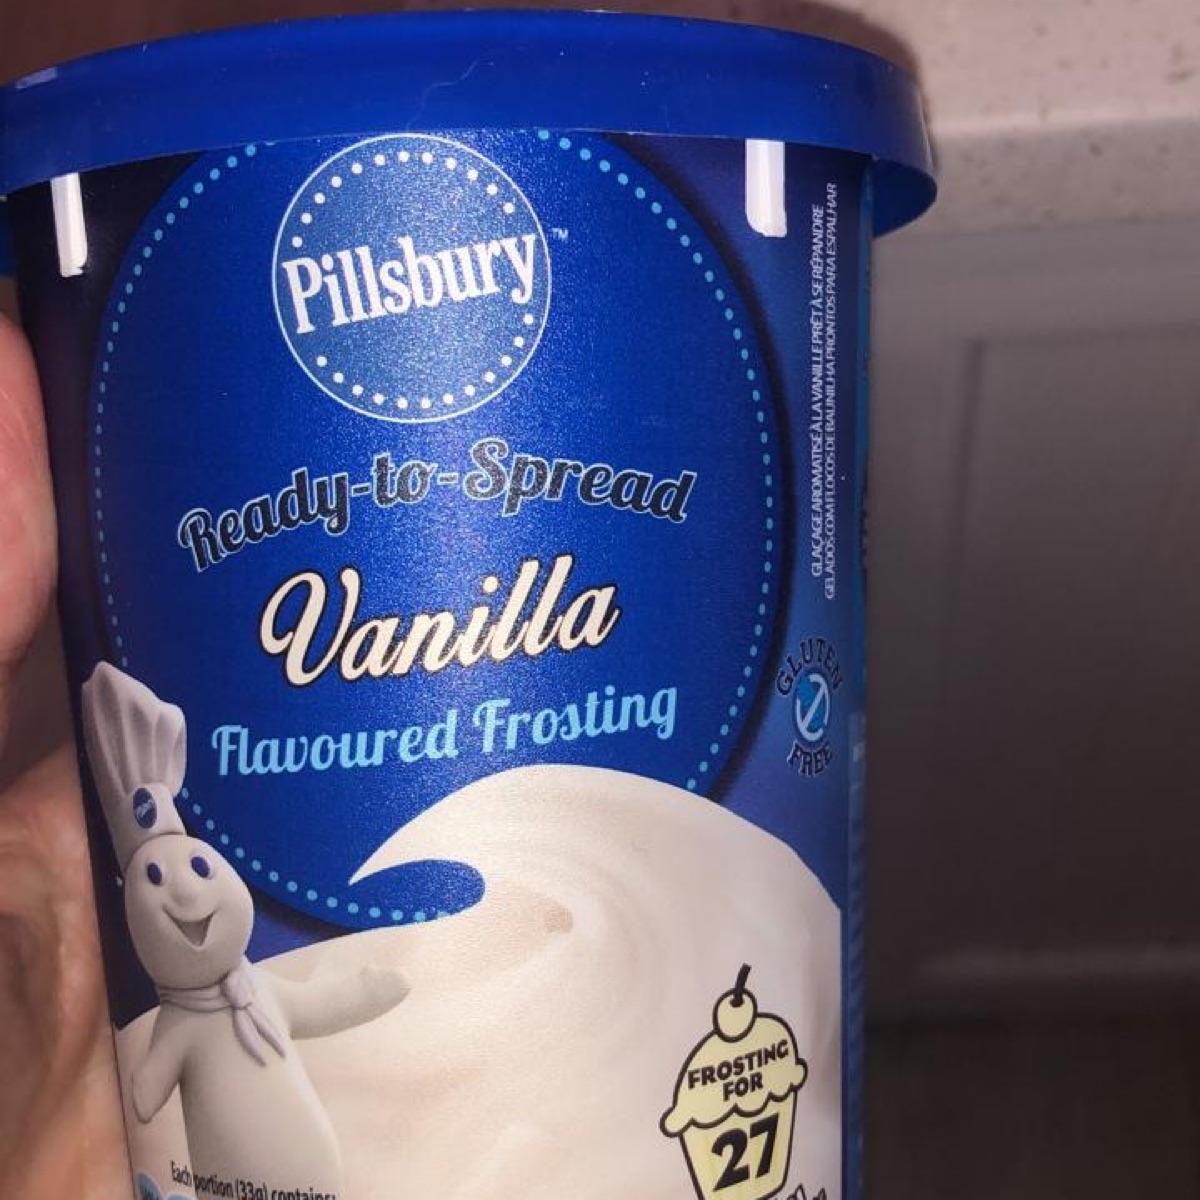 Pillsbury™
Ready-to-Spread
Vanilla
Flavoured Frosting
GLAÇAGE AROMATISÉ À LA VANILLE PRÊT À SE RÉPANDRE
GELADOS COM FLOCOS DE BAUNILHA PRONTOS PARA ESPALHAR
GLUTEN
FREE
FROSTING
FOR
27
Each portion (33g) contains: